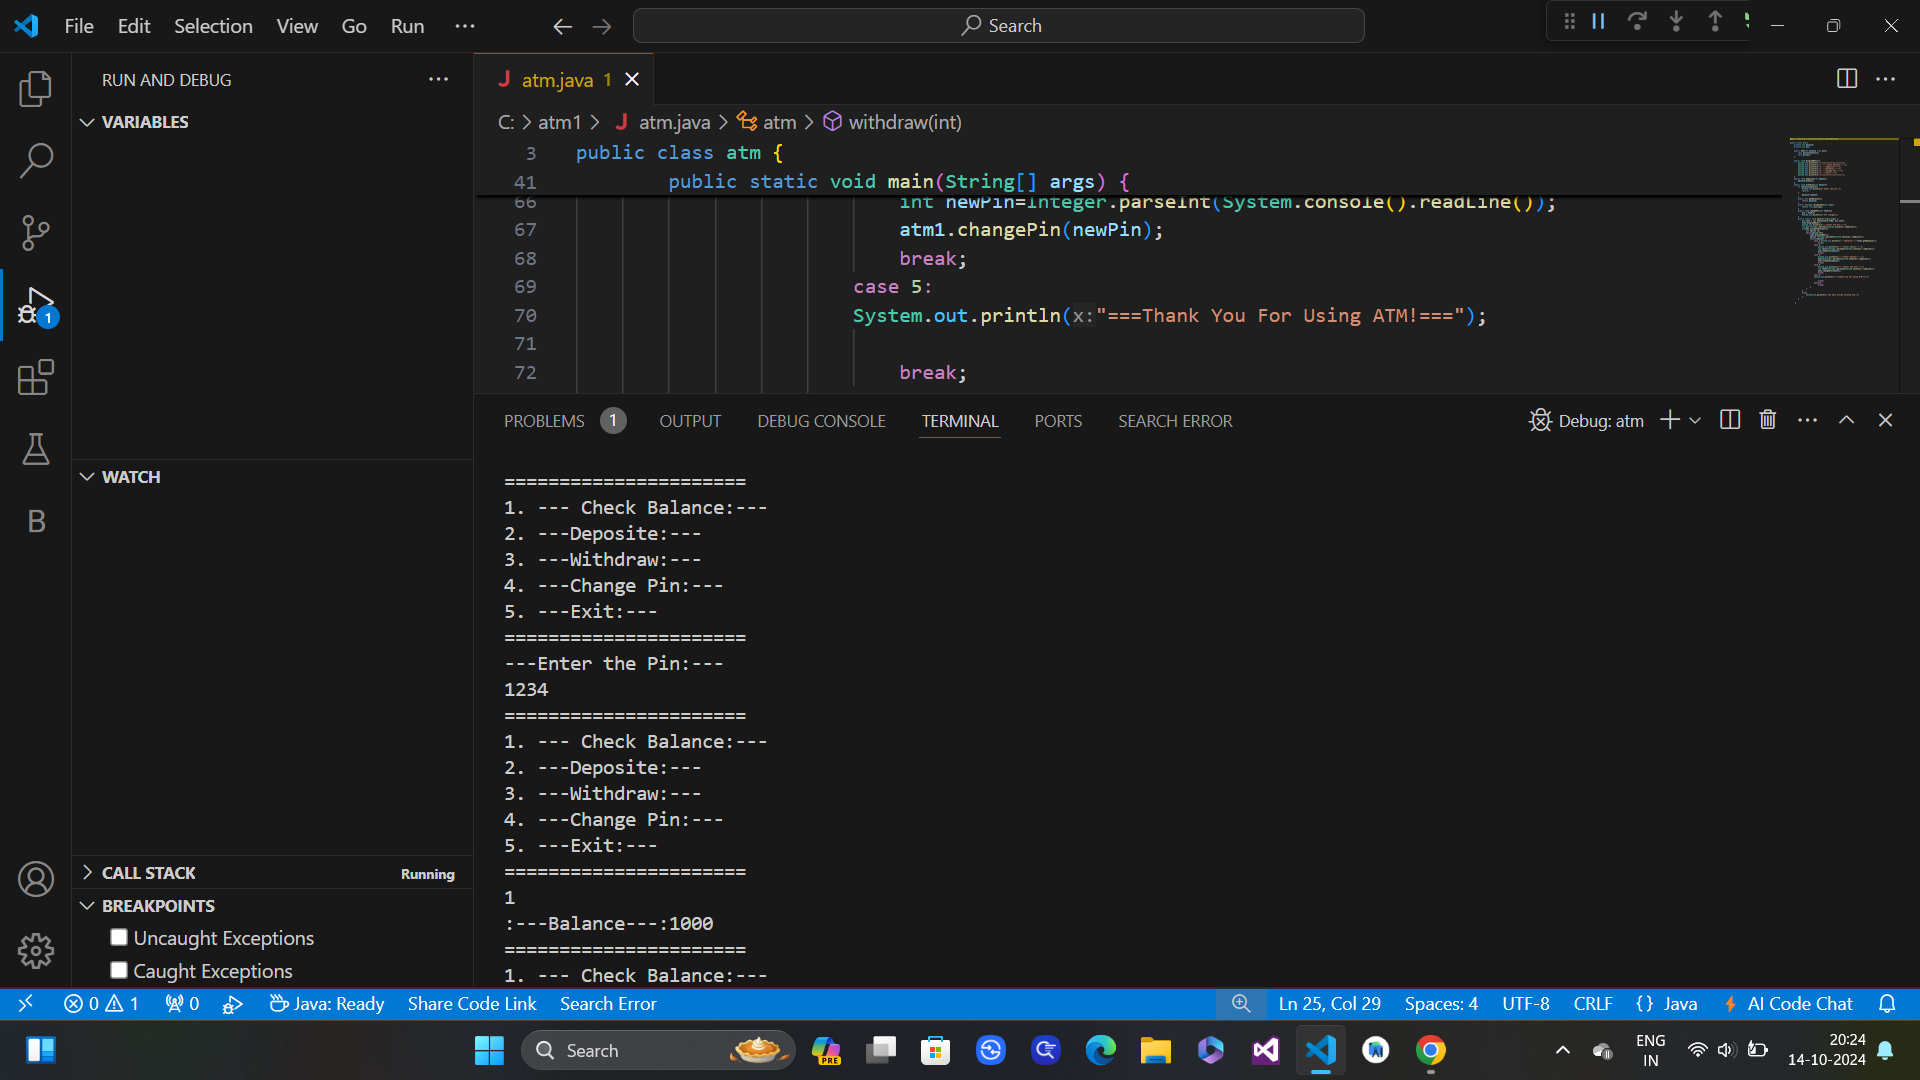 File Edit Selection View Go Run ···
Search
RUN AND DEBUG
VARIABLES
WATCH
CALL STACK Running
BREAKPOINTS
Uncaught Exceptions
Caught Exceptions
1
B
J atm.java 1
C: > atm1 > J atm.java > atm > withdraw(int)
3 public class atm {
41 public static void main(String[] args) {
66 int newPin=Integer.parseInt(System.console().readLine());
67 atm1.changePin(newPin);
68 break;
69 case 5:
70 System.out.println(x:"===Thank You For Using ATM!===");
71
72 break;
PROBLEMS 1 OUTPUT DEBUG CONSOLE TERMINAL PORTS SEARCH ERROR
Debug: atm
======================
1. --- Check Balance:---
2. ---Deposite:---
3. ---Withdraw:---
4. ---Change Pin:---
5. ---Exit:---
======================
---Enter the Pin:---
1234
======================
1. --- Check Balance:---
2. ---Deposite:---
3. ---Withdraw:---
4. ---Change Pin:---
5. ---Exit:---
======================
1
:---Balance---:1000
======================
1. --- Check Balance:---
0 1 0 Java: Ready Share Code Link Search Error
Ln 25, Col 29 Spaces: 4 UTF-8 CRLF {} Java AI Code Chat
Search
PRE
ENG
IN
20:24
14-10-2024